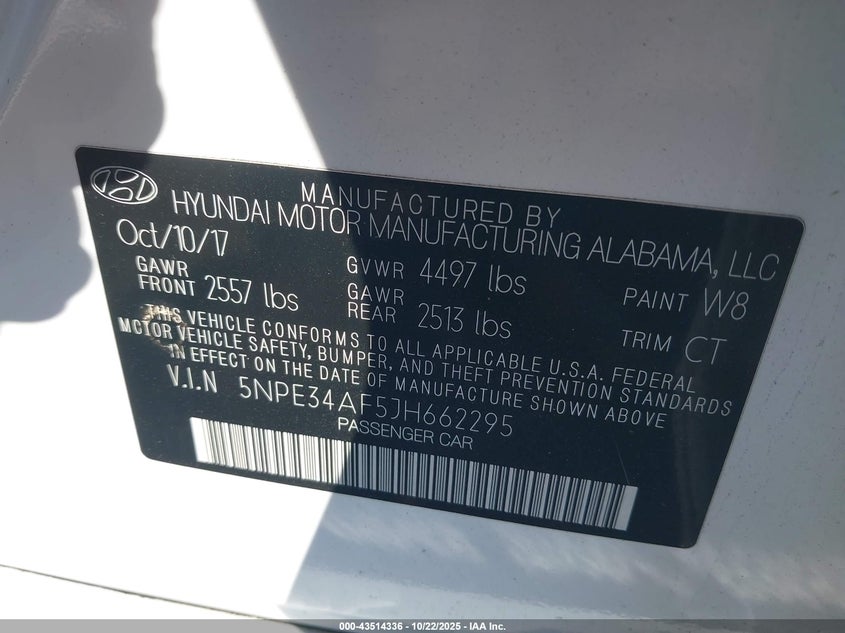 MANUFACTURED BY
HYUNDAI MOTOR MANUFACTURING ALABAMA, LLC
Oct/10/17
GVWR 4497 lbs
PAINT W8
GAWR FRONT 2557 lbs
GAWR REAR 2513 lbs
TRIM CT
THIS VEHICLE CONFORMS TO ALL APPLICABLE U.S.A. FEDERAL
MOTOR VEHICLE SAFETY, BUMPER, AND THEFT PREVENTION STANDARDS
IN EFFECT ON THE DATE OF MANUFACTURE SHOWN ABOVE
V.I.N 5NPE34AF5JH662295
PASSENGER CAR
000-43514336 - 10/22/2025 - IAA Inc.